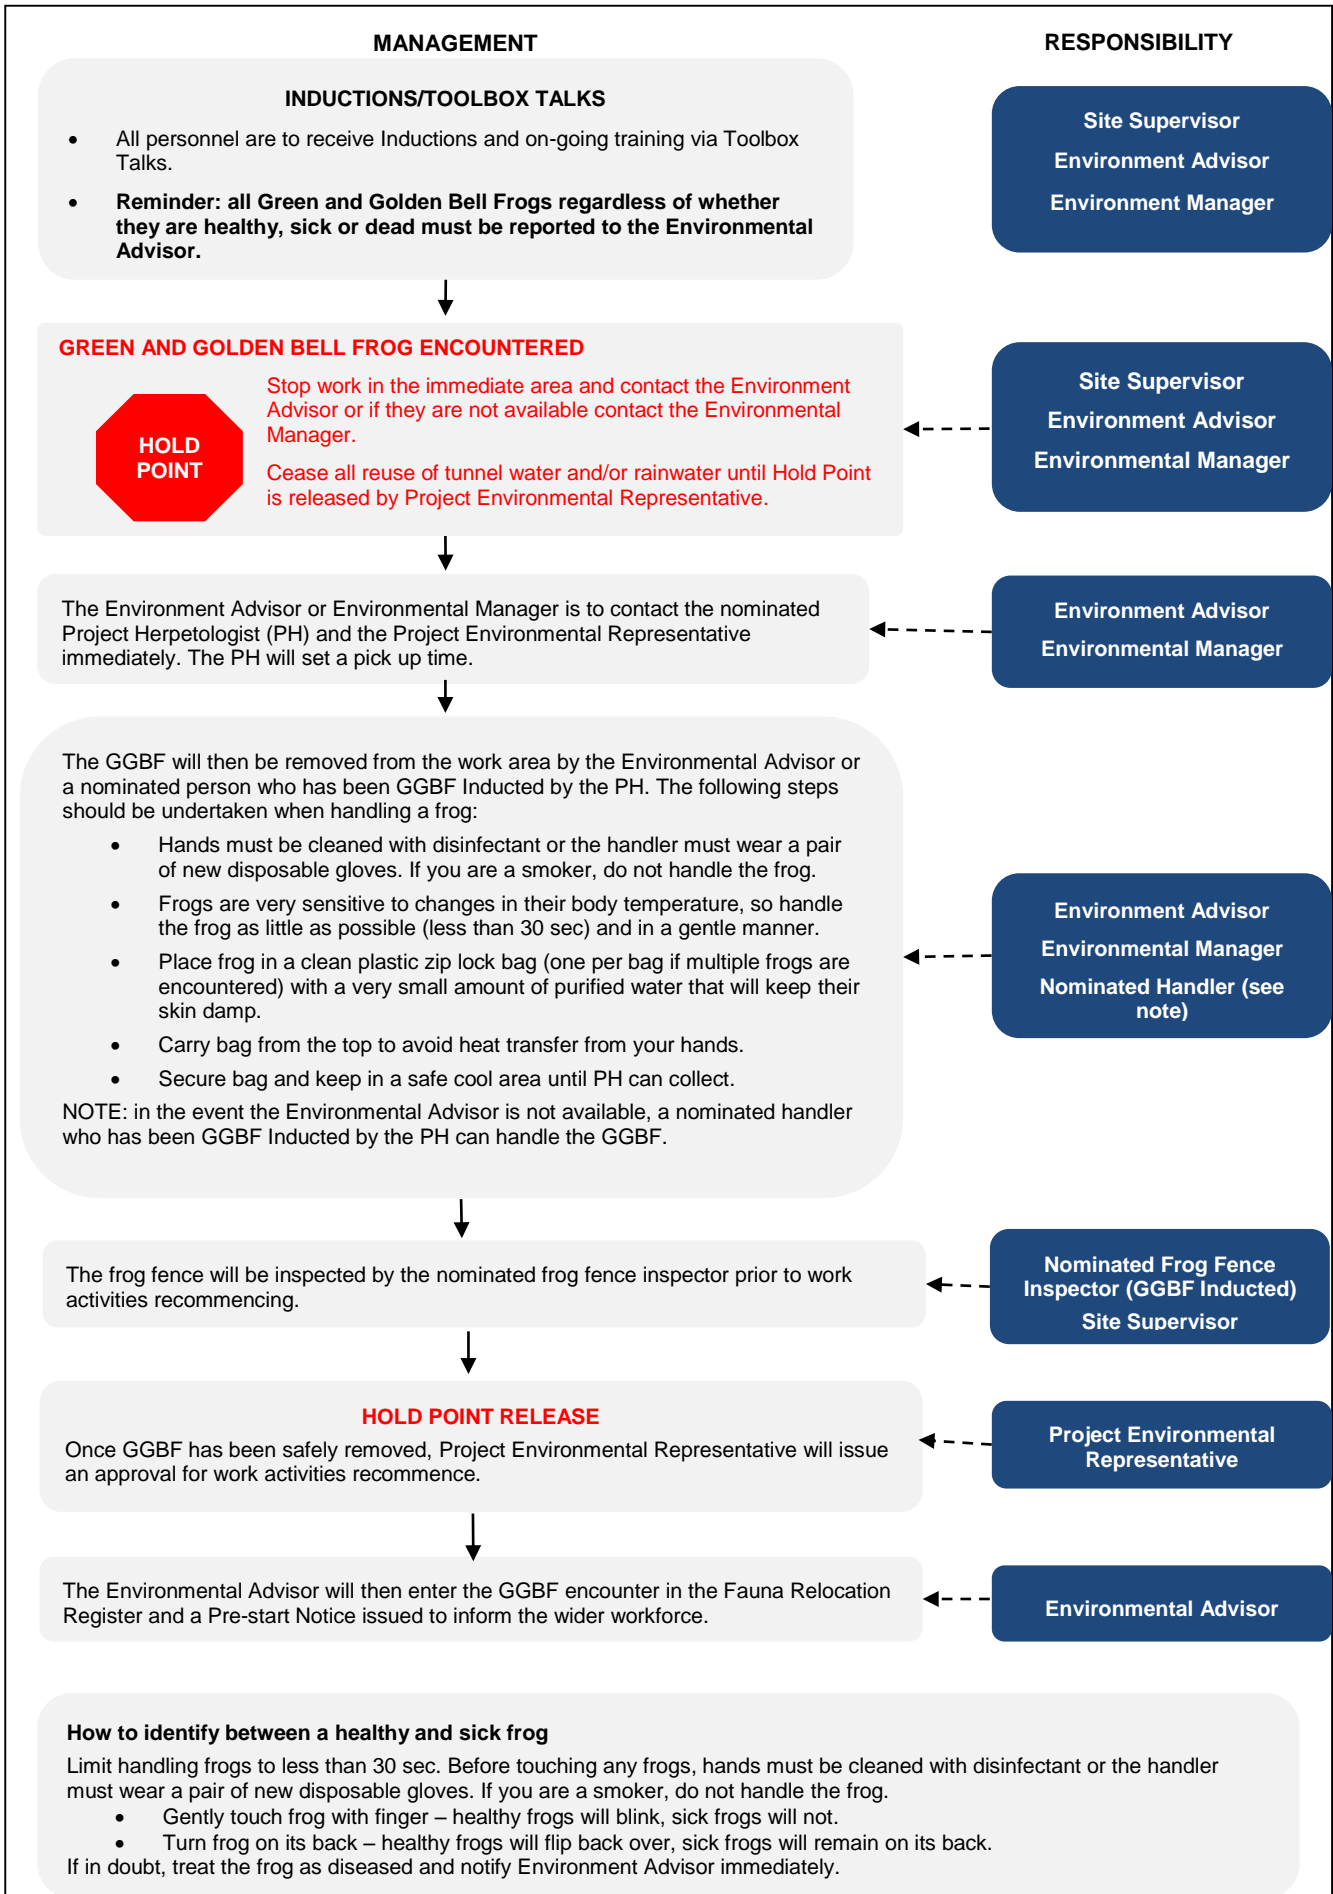 MANAGEMENT
RESPONSIBILITY
INDUCTIONS/TOOLBOX TALKS
• All personnel are to receive Inductions and on-going training via Toolbox
Talks.
• Reminder: all Green and Golden Bell Frogs regardless of whether
they are healthy, sick or dead must be reported to the Environmental
Advisor.
Site Supervisor
Environment Advisor
Environment Manager
GREEN AND GOLDEN BELL FROG ENCOUNTERED
HOLD
POINT
Stop work in the immediate area and contact the Environment
Advisor or if they are not available contact the Environmental
Manager.
Cease all reuse of tunnel water and/or rainwater until Hold Point
is released by Project Environmental Representative.
Site Supervisor
Environment Advisor
Environmental Manager
The Environment Advisor or Environmental Manager is to contact the nominated
Project Herpetologist (PH) and the Project Environmental Representative
immediately. The PH will set a pick up time.
Environment Advisor
Environmental Manager
The GGBF will then be removed from the work area by the Environmental Advisor or
a nominated person who has been GGBF Inducted by the PH. The following steps
should be undertaken when handling a frog:
• Hands must be cleaned with disinfectant or the handler must wear a pair
of new disposable gloves. If you are a smoker, do not handle the frog.
• Frogs are very sensitive to changes in their body temperature, so handle
the frog as little as possible (less than 30 sec) and in a gentle manner.
• Place frog in a clean plastic zip lock bag (one per bag if multiple frogs are
encountered) with a very small amount of purified water that will keep their
skin damp.
• Carry bag from the top to avoid heat transfer from your hands.
• Secure bag and keep in a safe cool area until PH can collect.
NOTE: in the event the Environmental Advisor is not available, a nominated handler
who has been GGBF Inducted by the PH can handle the GGBF.
Environment Advisor
Environmental Manager
Nominated Handler (see
note)
The frog fence will be inspected by the nominated frog fence inspector prior to work
activities recommencing.
Nominated Frog Fence
Inspector (GGBF Inducted)
Site Supervisor
HOLD POINT RELEASE
Once GGBF has been safely removed, Project Environmental Representative will issue
an approval for work activities recommence.
Project Environmental
Representative
The Environmental Advisor will then enter the GGBF encounter in the Fauna Relocation
Register and a Pre-start Notice issued to inform the wider workforce.
Environmental Advisor
How to identify between a healthy and sick frog
Limit handling frogs to less than 30 sec. Before touching any frogs, hands must be cleaned with disinfectant or the handler
must wear a pair of new disposable gloves. If you are a smoker, do not handle the frog.
• Gently touch frog with finger – healthy frogs will blink, sick frogs will not.
• Turn frog on its back – healthy frogs will flip back over, sick frogs will remain on its back.
If in doubt, treat the frog as diseased and notify Environment Advisor immediately.